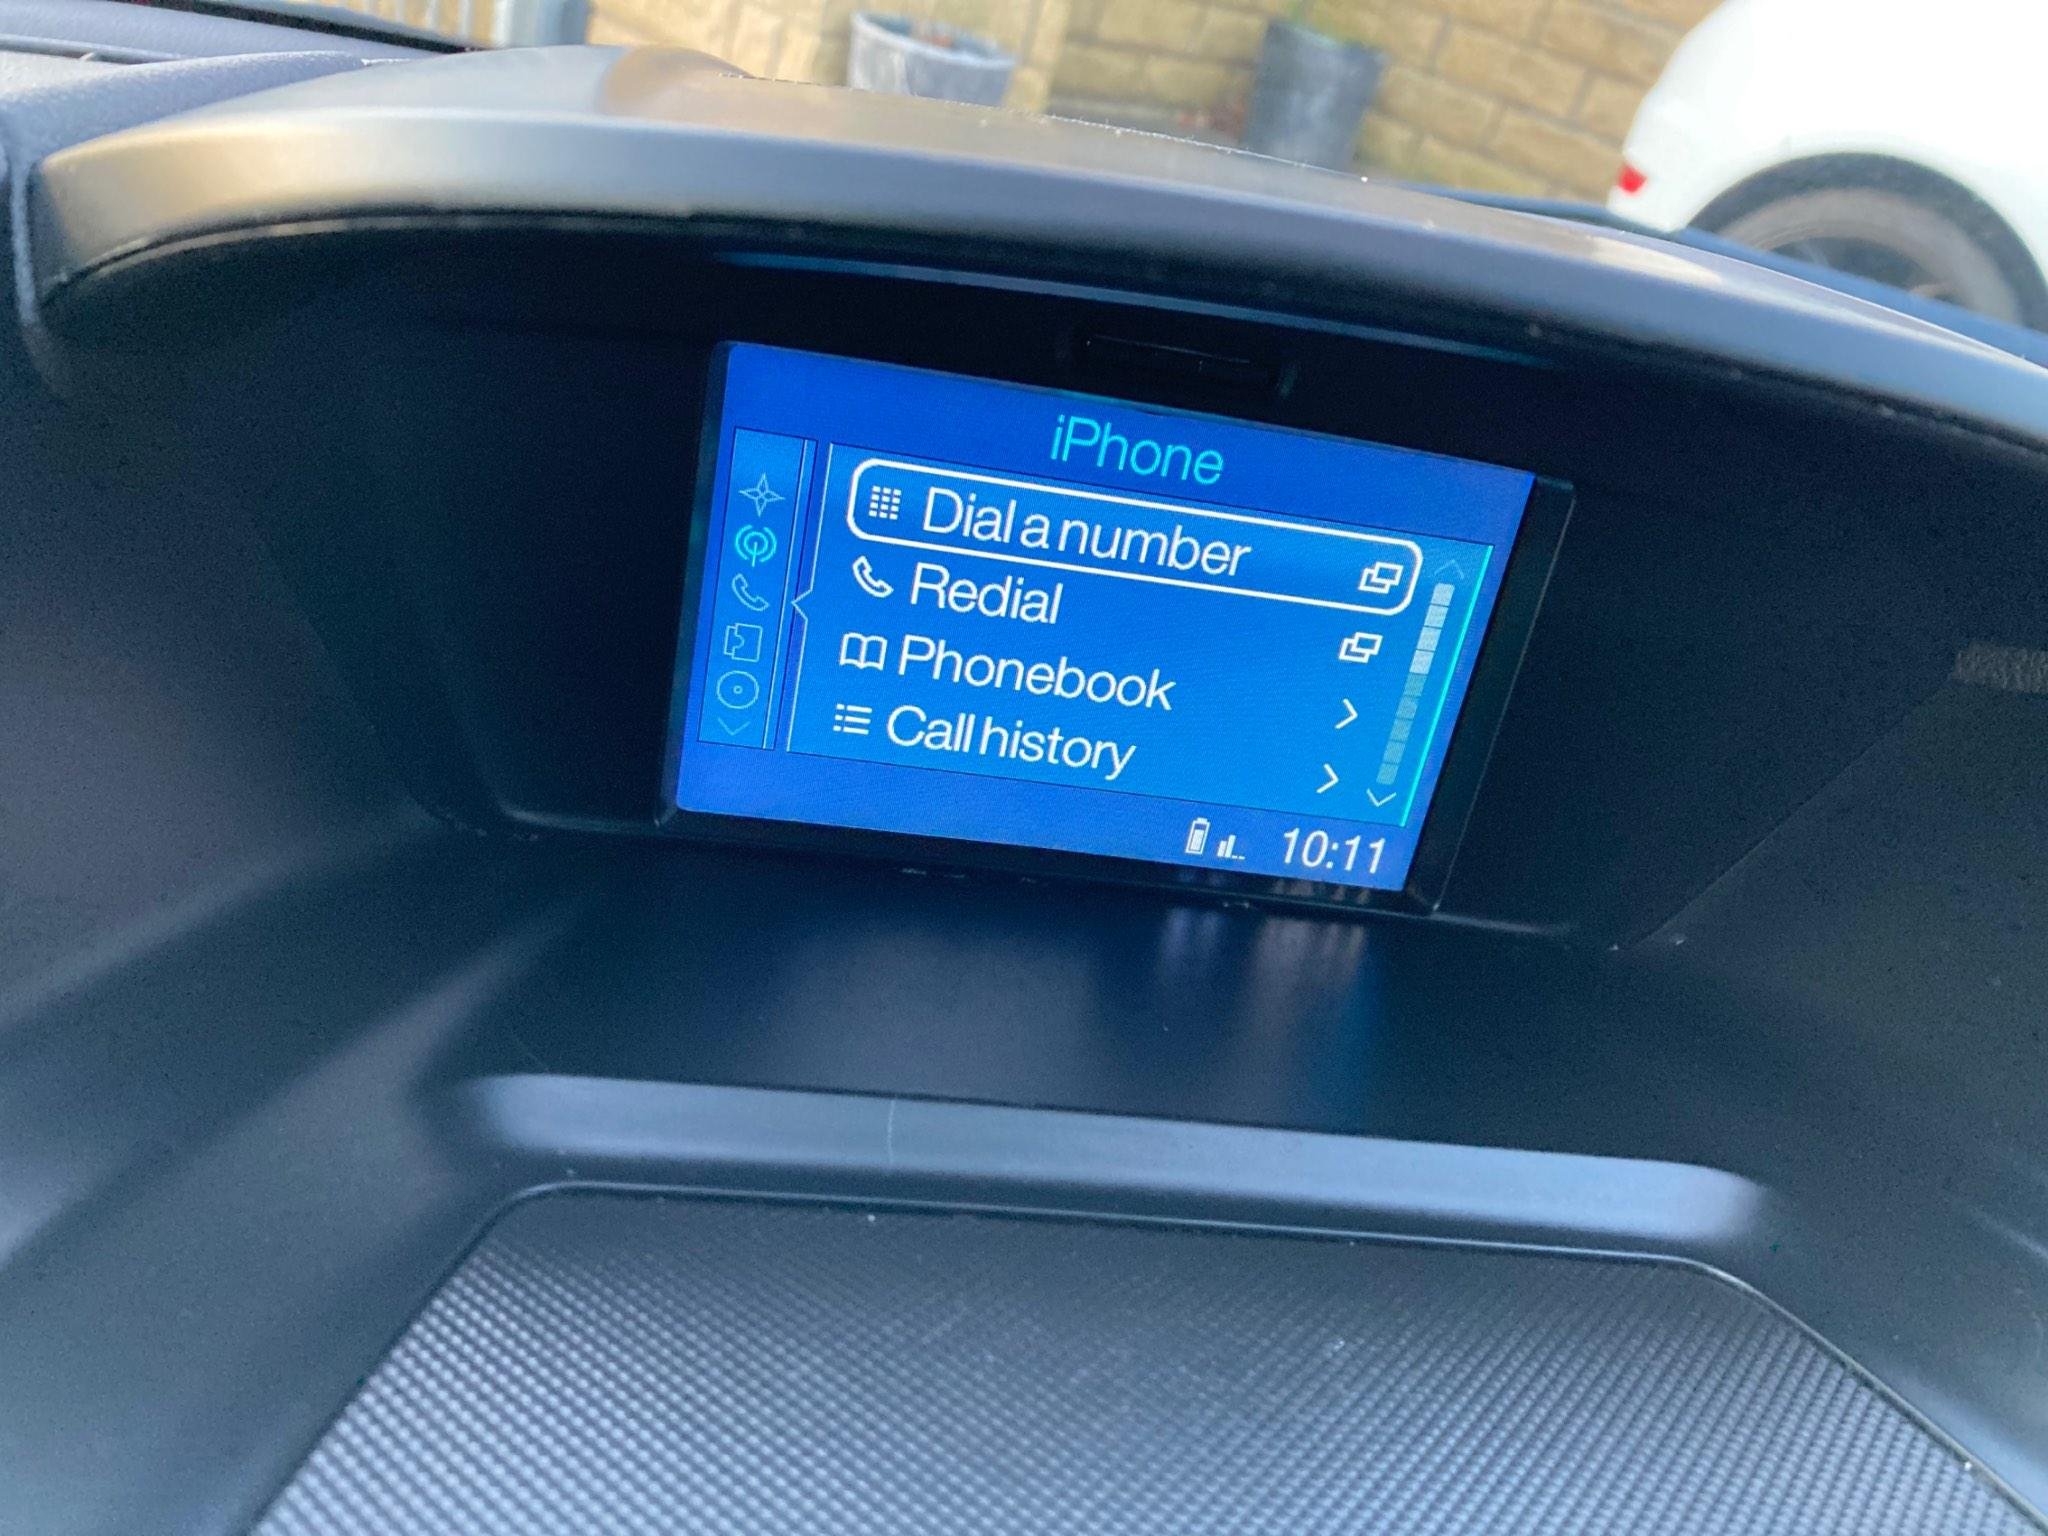 iPhone
Dial a number
Redial
Phonebook
Call history
10:11